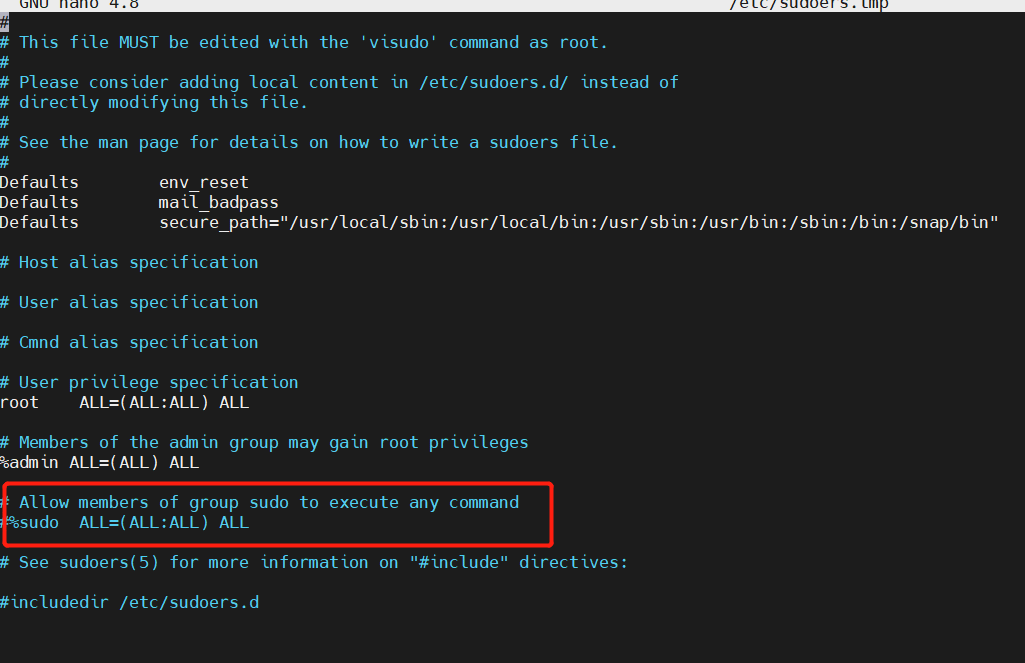 GNU nano 4.8 /etc/sudoers.tmp
#
# This file MUST be edited with the 'visudo' command as root.
#
# Please consider adding local content in /etc/sudoers.d/ instead of
# directly modifying this file.
#
# See the man page for details on how to write a sudoers file.
#
Defaults env_reset
Defaults mail_badpass
Defaults secure_path="/usr/local/sbin:/usr/local/bin:/usr/sbin:/usr/bin:/sbin:/bin:/snap/bin"
# Host alias specification
# User alias specification
# Cmnd alias specification
# User privilege specification
root ALL=(ALL:ALL) ALL
# Members of the admin group may gain root privileges
%admin ALL=(ALL) ALL
# Allow members of group sudo to execute any command
#%sudo ALL=(ALL:ALL) ALL
# See sudoers(5) for more information on "#include" directives:
#includedir /etc/sudoers.d